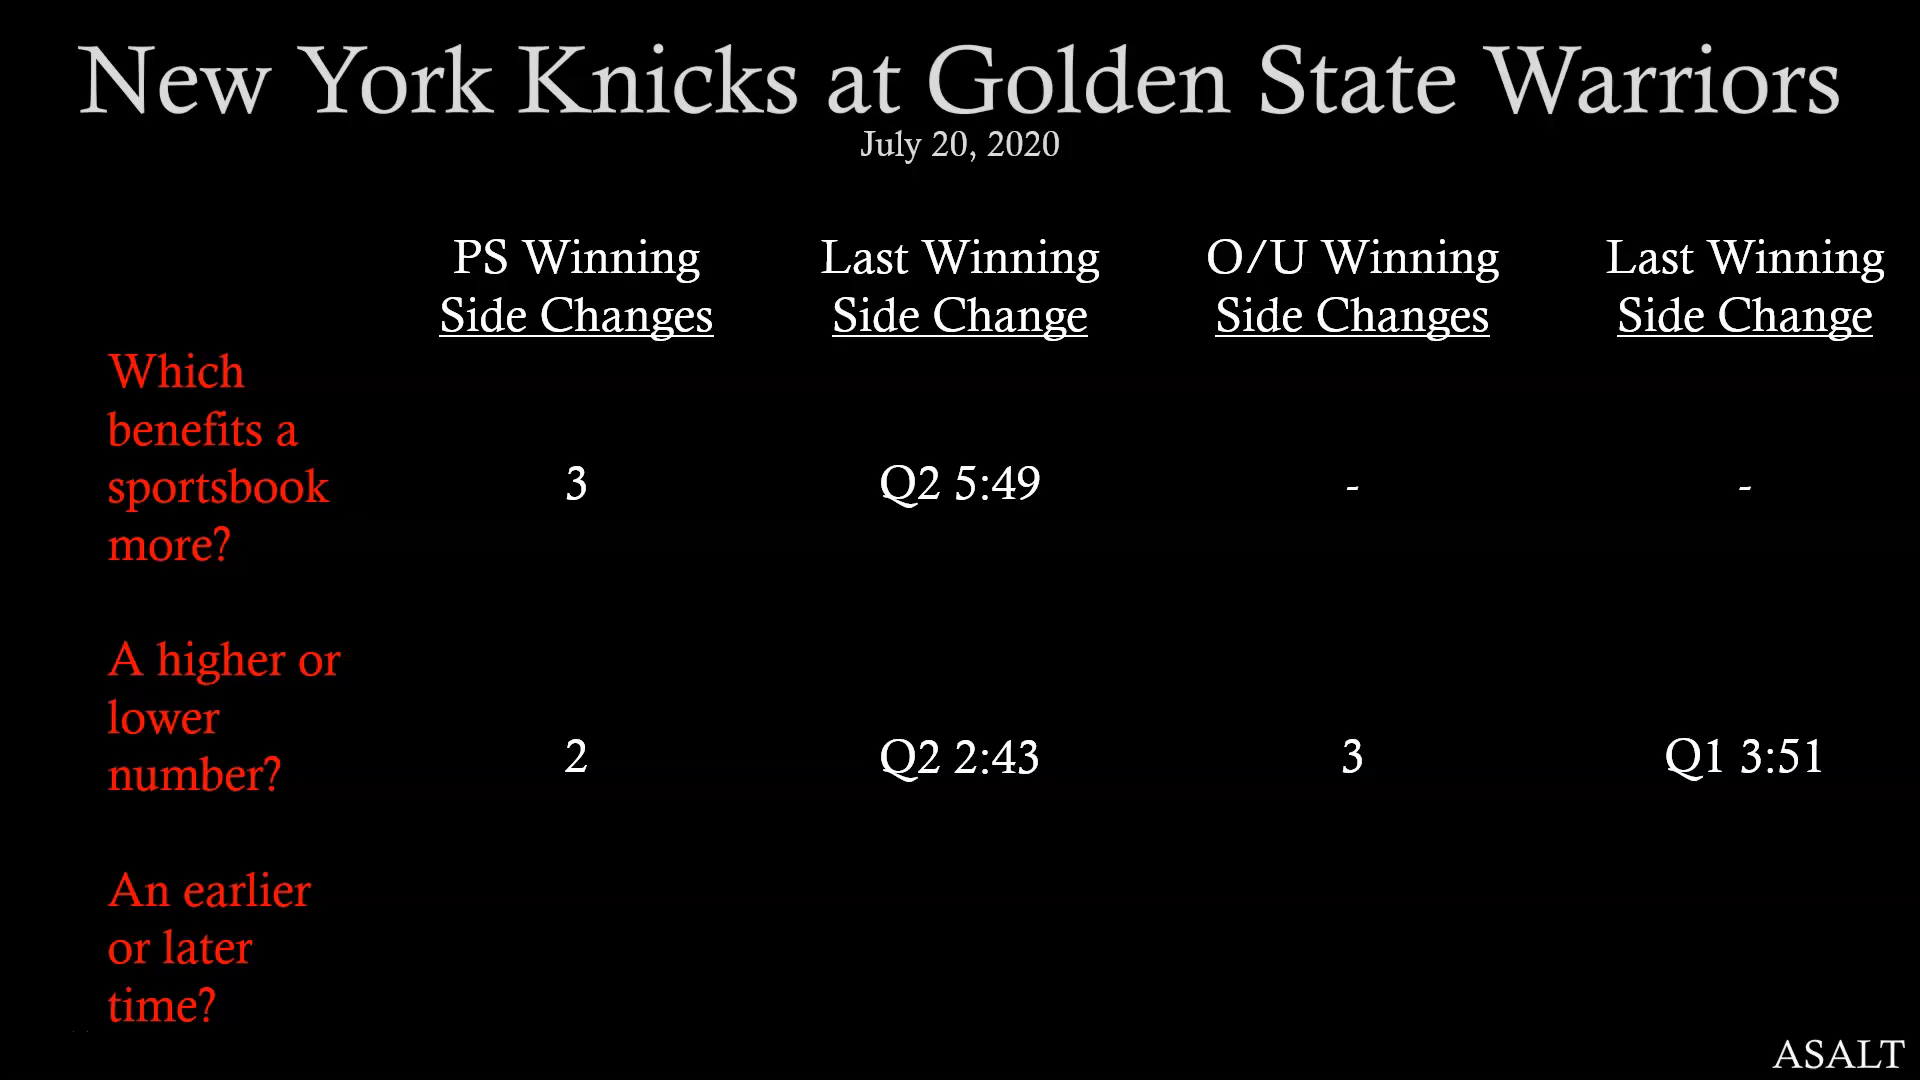 New York Knicks at Golden State Warriors
July 20, 2020
PS Winning Side Changes
Last Winning Side Change
O/U Winning Side Changes
Last Winning Side Change
Which
benefits a
sportsbook
more?
3 Q2 5:49 - -
A higher or
lower
number?
2 Q2 2:43 3 Q1 3:51
An earlier
or later
time?
ASALT